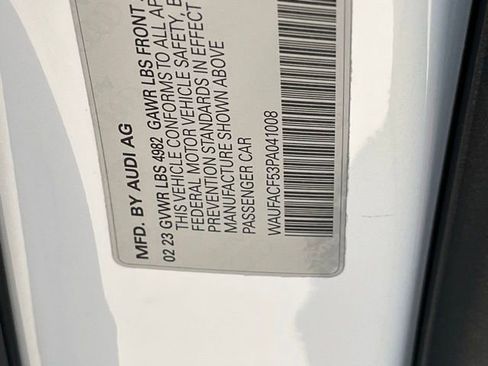 MFD. BY AUDI AG
02 23 GVWR LBS 4982 GAWR LBS FRONT
THIS VEHICLE CONFORMS TO ALL AP
FEDERAL MOTOR VEHICLE SAFETY, B
PREVENTION STANDARDS IN EFFECT
MANUFACTURE SHOWN ABOVE
PASSENGER CAR
WAUFACF53PA041008